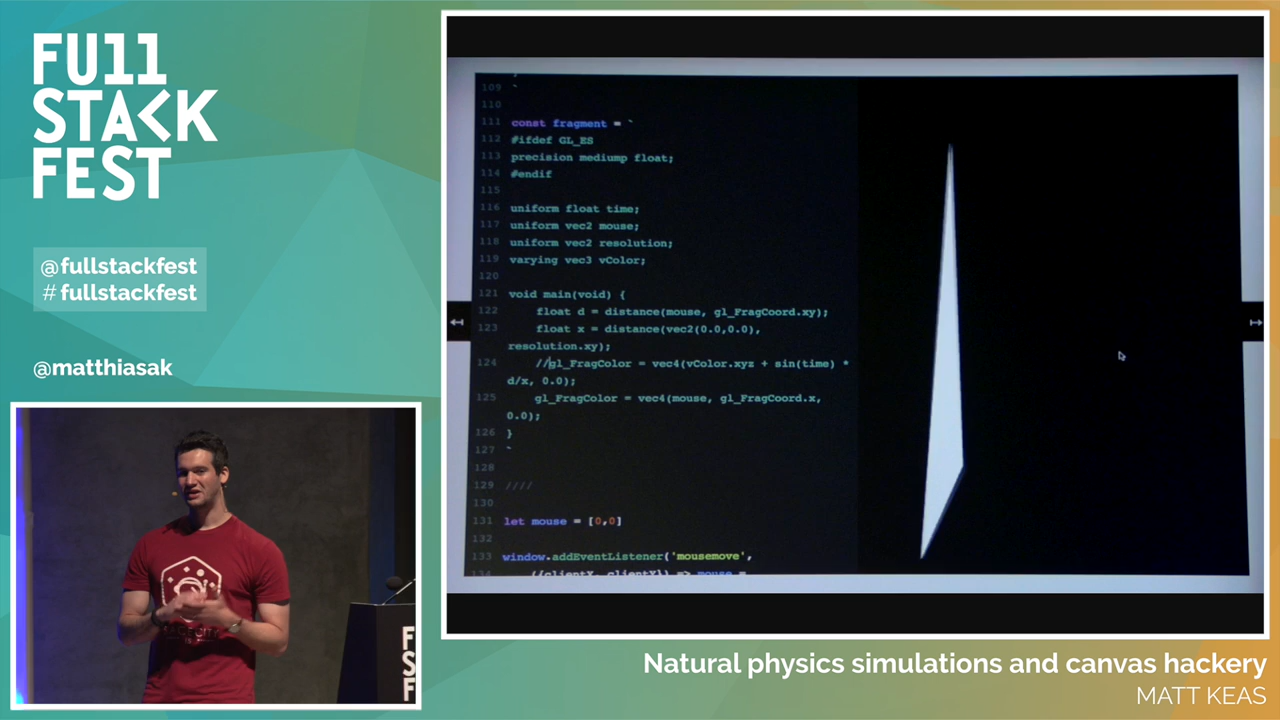 FU11
STACK
FEST
@fullstackfest
# fullstackfest
@matthiasak
109 `
110
111 const fragment = `
112 #ifdef GL_ES
113 precision mediump float;
114 #endif
115
116 uniform float time;
117 uniform vec2 mouse;
118 uniform vec2 resolution;
119 varying vec3 vColor;
120
121 void main(void) {
122 float d = distance(mouse, gl_FragCoord.xy);
123 float x = distance(vec2(0.0,0.0),
resolution.xy);
124 //gl_FragColor = vec4(vColor.xyz + sin(time) *
d/x, 0.0);
125 gl_FragColor = vec4(mouse, gl_FragCoord.x,
0.0);
126 }
127 `
128
129 ////
130
131 let mouse = [0,0]
132
133 window.addEventListener('mousemove',
134 ({clientX, clientY}) => mouse =
Natural physics simulations and canvas hackery
MATT KEAS